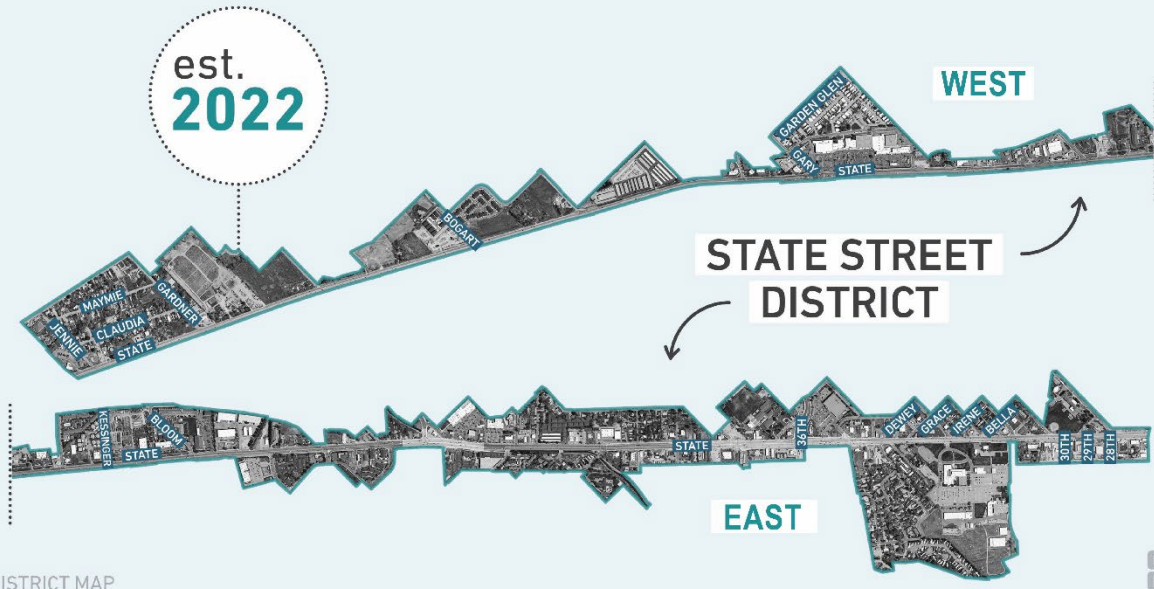 est.
2022
WEST
GARDEN GLEN
GARY
STATE
BOGART
MAYMIE
GARDNER
JENNIE
CLAUDIA
STATE
STATE STREET
DISTRICT
KESSINGER
BLOOM
STATE
STATE
36TH
DEWEY
GRACE
IRENE
BELLA
30TH
29TH
28TH
EAST
ISTRICT MAP